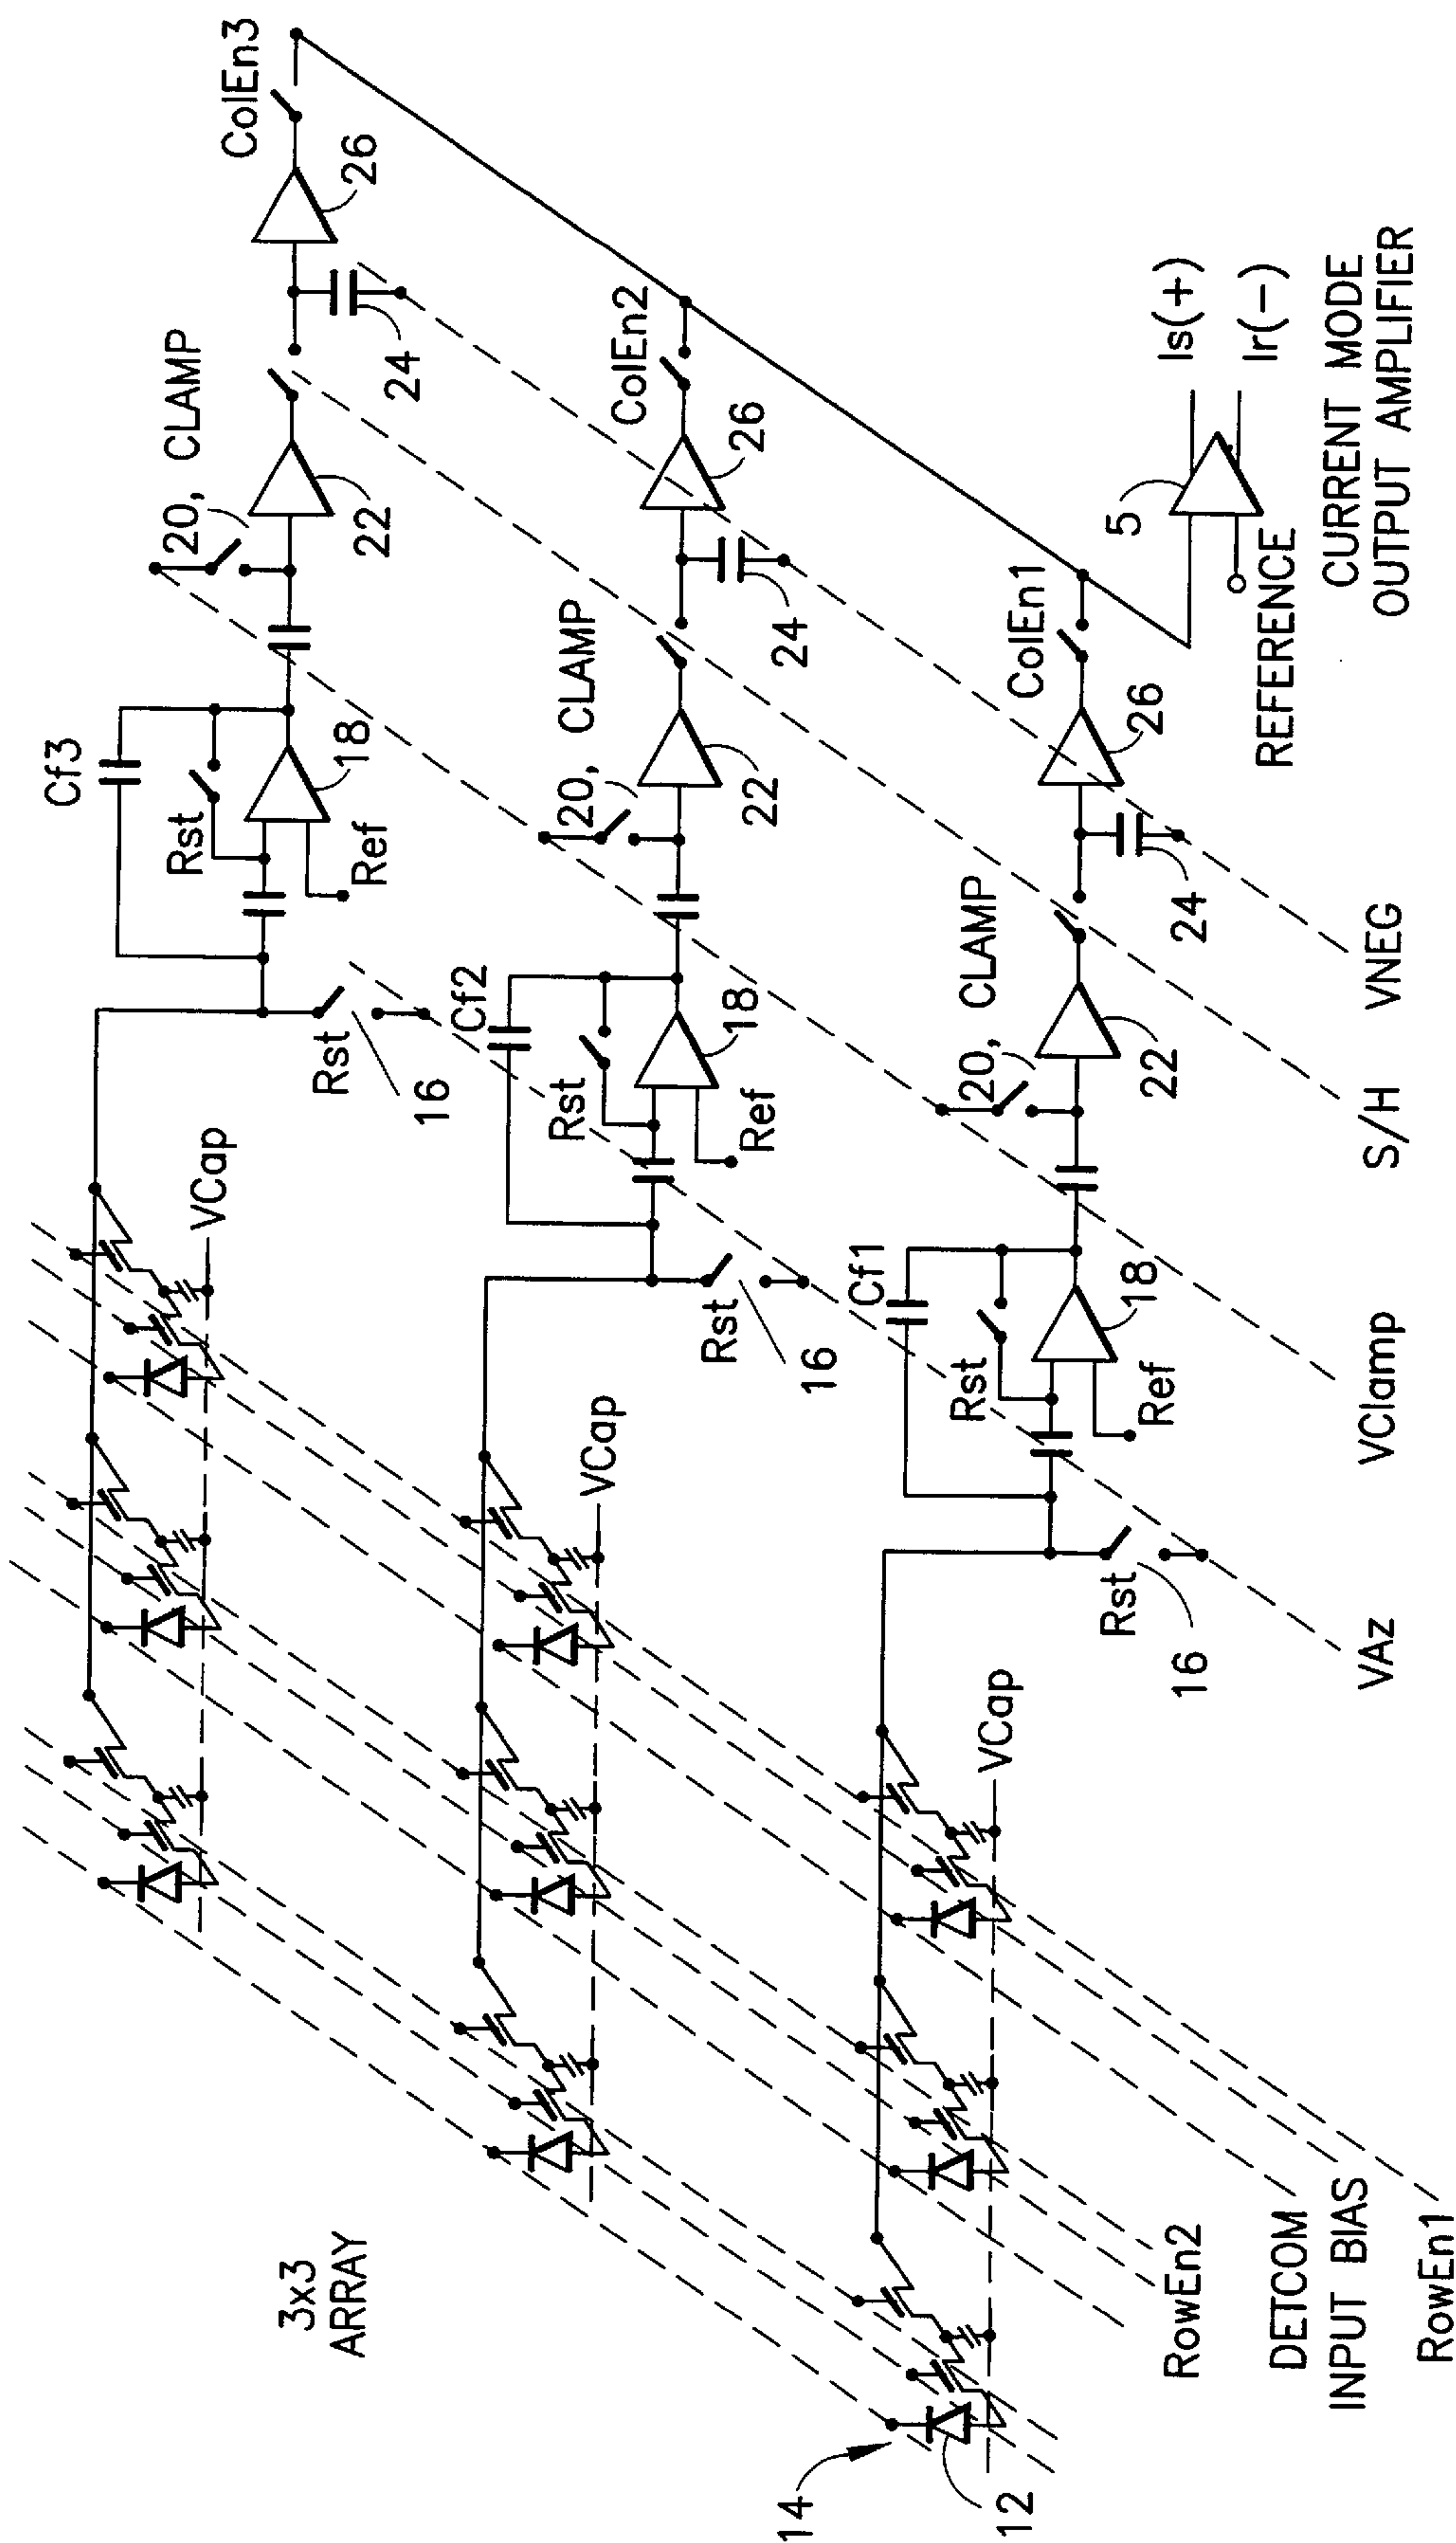 3x3
ARRAY
VCap
Rst
16
Cf3
Rst
18
Ref
20, CLAMP
22
24
26
ColEn3
VCap
Rst
16
Cf2
Rst
18
Ref
20, CLAMP
22
24
26
ColEn2
14
12
VCap
Rst
16
Cf1
Rst
18
Ref
20, CLAMP
22
24
26
ColEn1
5
Is(+)
Ir(-)
REFERENCE
CURRENT MODE
OUTPUT AMPLIFIER
RowEn2
DETCOM
INPUT BIAS
RowEn1
VAz
VClamp
S/H
VNEG